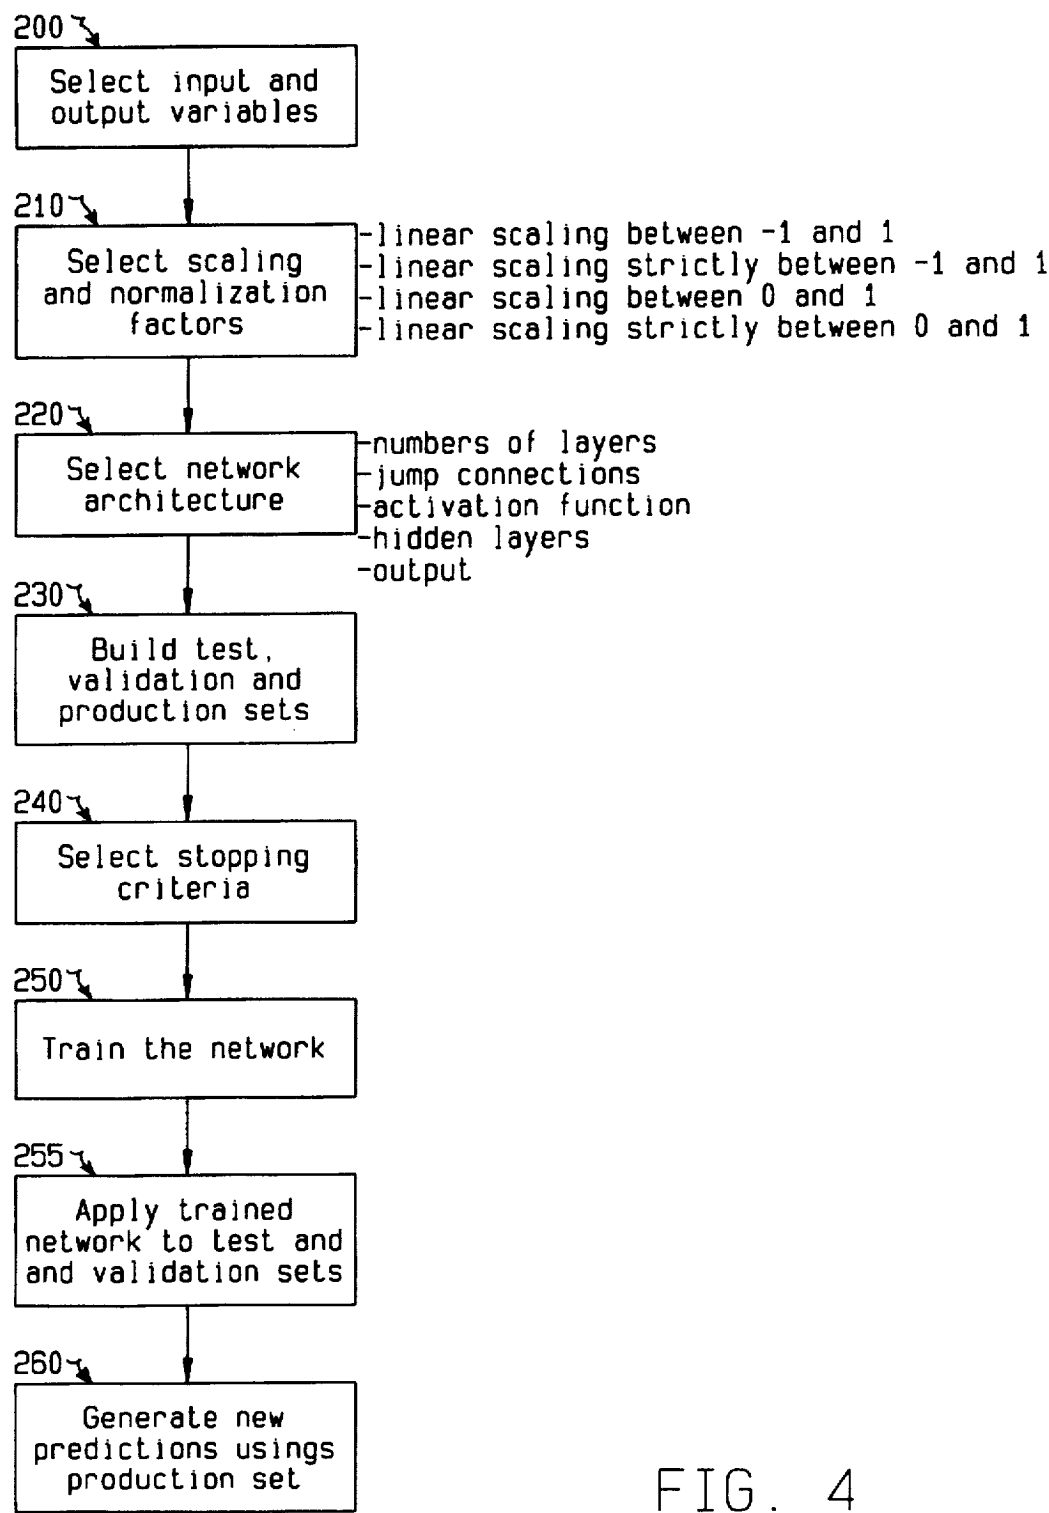 200
Select input and
output variables
210
Select scaling
and normalization
factors
-linear scaling between -1 and 1
-linear scaling strictly between -1 and 1
-linear scaling between 0 and 1
-linear scaling strictly between 0 and 1
220
Select network
architecture
-numbers of layers
-jump connections
-activation function
-hidden layers
-output
230
Build test,
validation and
production sets
240
Select stopping
criteria
250
Train the network
255
Apply trained
network to test and
and validation sets
260
Generate new
predictions usings
production set
FIG. 4